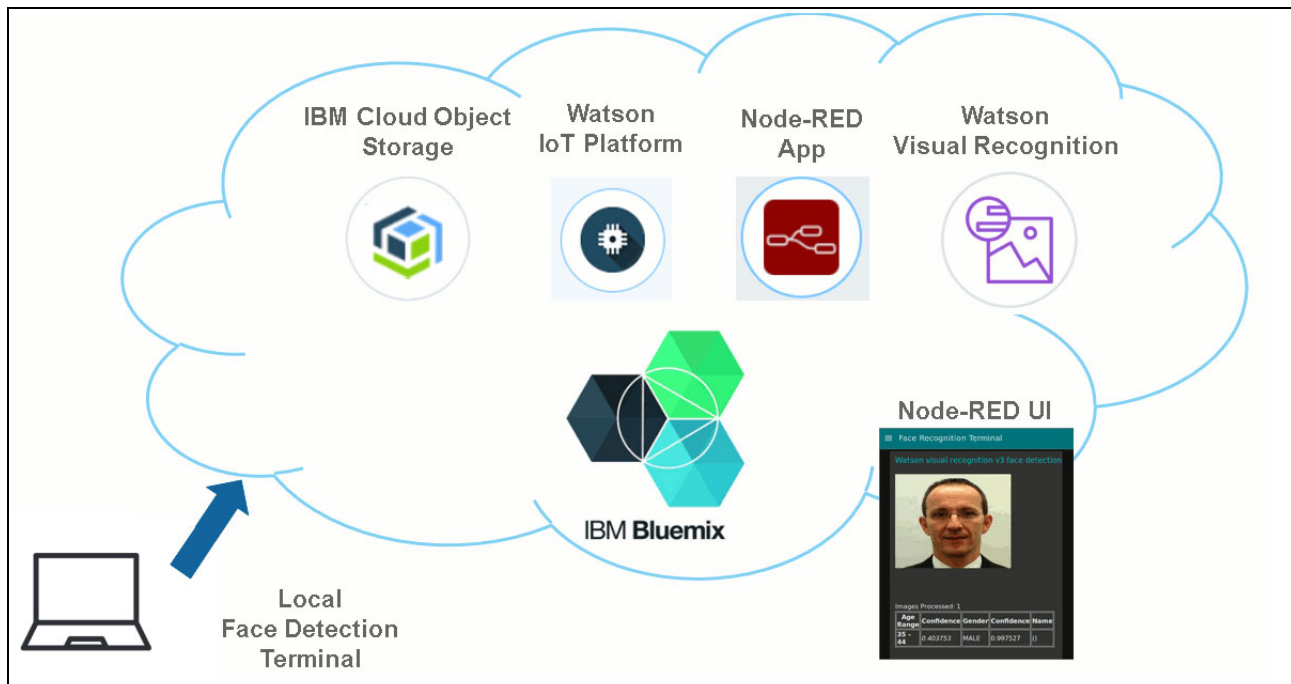 IBM Cloud Object
Storage
Watson
IoT Platform
Node-RED
App
Watson
Visual Recognition
IBM Bluemix
Node-RED UI
Face Recognition Terminal
Watson visual recognition v3 face detection
Images Processed: 1
Age Range Confidence Gender Confidence Name
35 - 44 0.403753 MALE 0.997527 ()
Local
Face Detection
Terminal